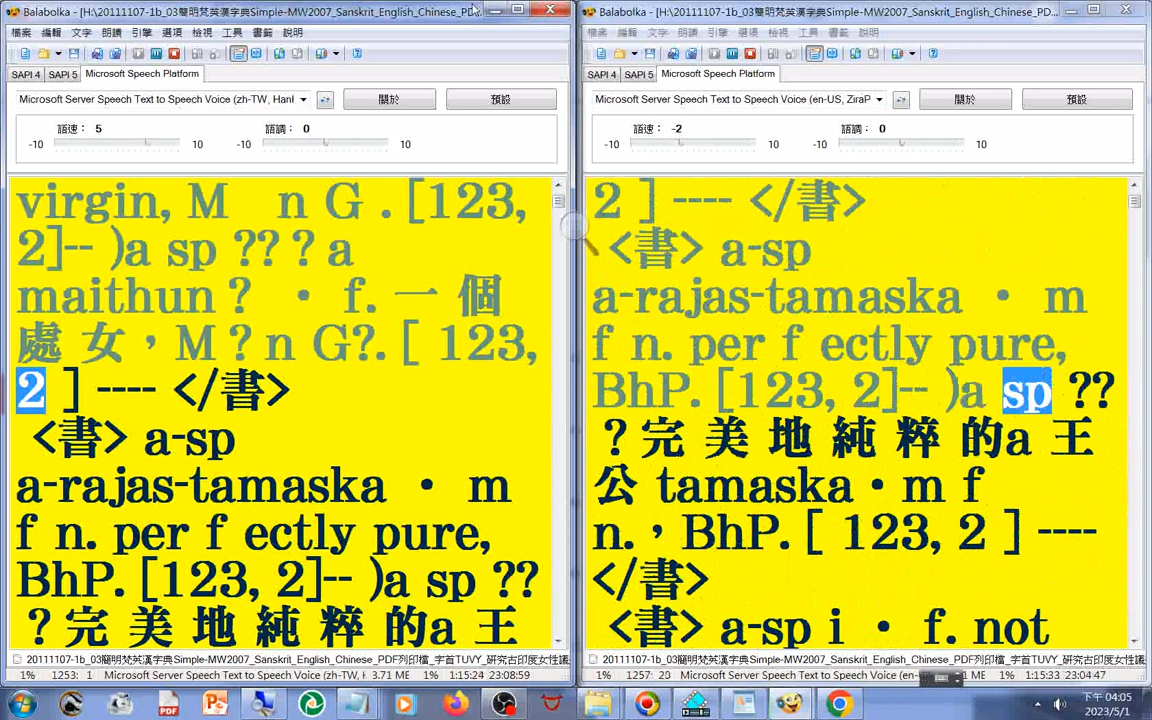 Balabolka - [H:\20111107-1b_03簡明梵英漢字典Simple-MW2007_Sanskrit_English_Chinese_PD
檔案 編輯 文字 朗讀 引擎 選項 檢視 工具 書籤 說明
SAPI 4 SAPI 5 Microsoft Speech Platform
Microsoft Server Speech Text to Speech Voice (zh-TW, Hanl 關於 預設
語速： 5 語調： 0
-10 10 -10 10
virgin, M n G . [123,
2]-- )a sp ?? ? a
maithun ? • f. 一 個
處 女，M ? n G?. [ 123,
2 ] ---- </書>
<書> a-sp
a-rajas-tamaska • m
f n. per f ectly pure,
BhP. [123, 2]-- )a sp ??
? 完 美 地 純 粹 的a 王
20111107-1b_03簡明梵英漢字典Simple-MW2007_Sanskrit_English_Chinese_PDF列印檔_字首TUVY_研究古印度女性議
1% 1253: 1 Microsoft Server Speech Text to Speech Voice (zh-TW, H 3.71 ME 1% 1:15:24 23:08:59
Balabolka - [H:\20111107-1b_03簡明梵英漢字典Simple-MW2007_Sanskrit_English_Chinese_PD...
檔案 編輯 文字 朗讀 引擎 選項 檢視 工具 書籤 說明
SAPI 4 SAPI 5 Microsoft Speech Platform
Microsoft Server Speech Text to Speech Voice (en-US, ZiraP 關於 預設
語速： -2 語調： 0
-10 10 -10 10
2 ] ---- </書>
<書> a-sp
a-rajas-tamaska • m
f n. per f ectly pure,
BhP. [123, 2]-- )a sp ??
? 完 美 地 純 粹 的a 王
公 tamaska • m f
n.，BhP. [ 123, 2 ] ----
</書>
<書> a-sp i • f. not
20111107-1b_03簡明梵英漢字典Simple-MW2007_Sanskrit_English_Chinese_PDF列印檔_字首TUVY_研究古印度女性議
1% 1257: 20 Microsoft Server Speech Text to Speech Voice (en-US, ME 1% 1:15:33 23:04:47
PDF
下午 04:05
2023/5/1